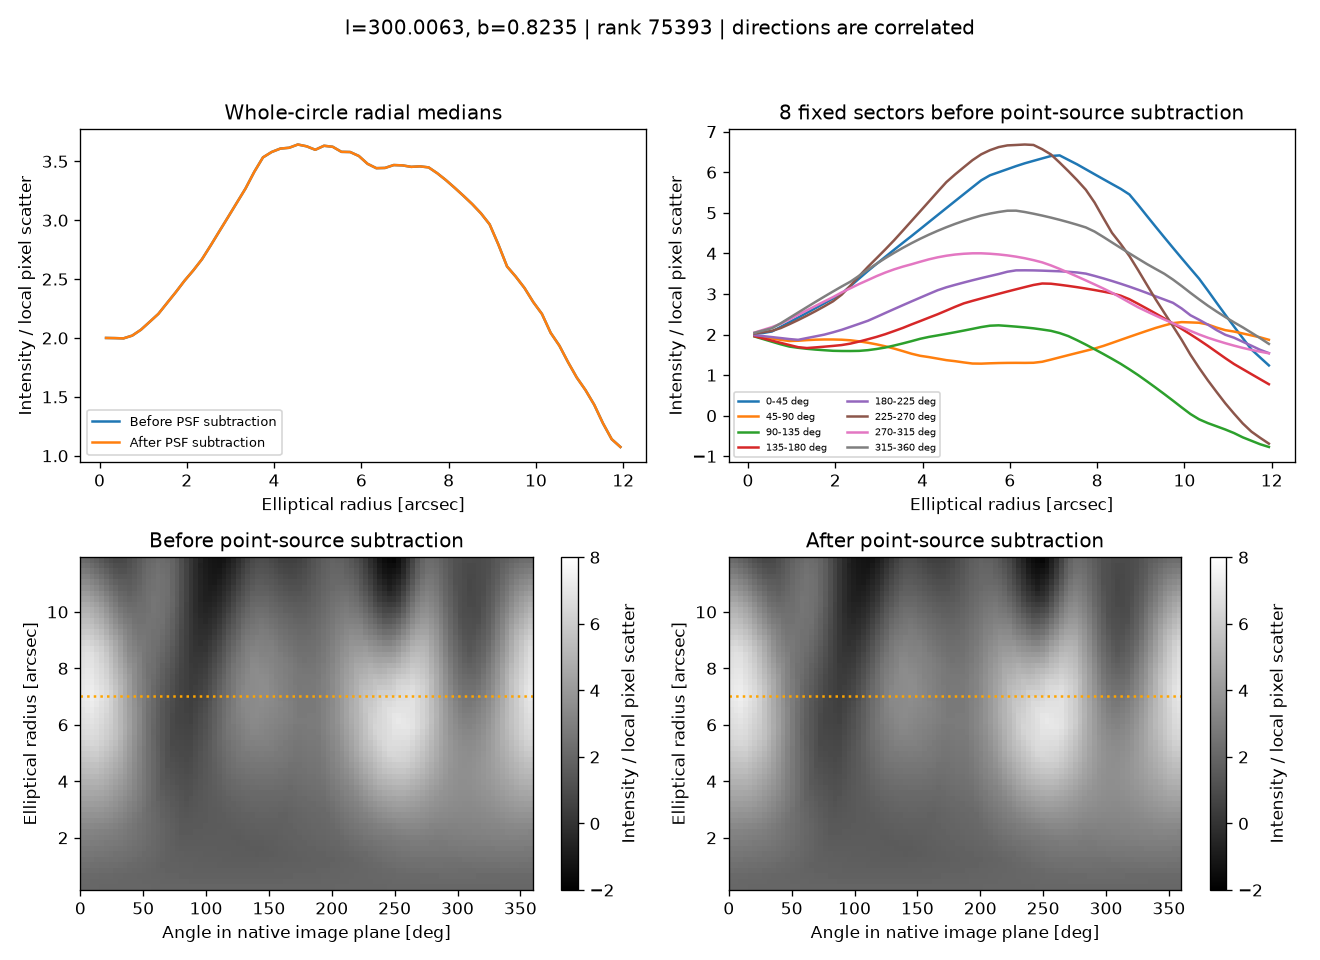 l=300.0063, b=0.8235 | rank 75393 | directions are correlated
Whole-circle radial medians
Intensity / local pixel scatter
3.5
3.0
2.5
2.0
1.5
1.0
Before PSF subtraction
After PSF subtraction
0 2 4 6 8 10 12
Elliptical radius [arcsec]
8 fixed sectors before point-source subtraction
Intensity / local pixel scatter
7
6
5
4
3
2
1
0
−1
0-45 deg
45-90 deg
90-135 deg
135-180 deg
180-225 deg
225-270 deg
270-315 deg
315-360 deg
0 2 4 6 8 10 12
Elliptical radius [arcsec]
Before point-source subtraction
Elliptical radius [arcsec]
10
8
6
4
2
0 50 100 150 200 250 300 350
Angle in native image plane [deg]
8
6
4
2
0
−2
Intensity / local pixel scatter
After point-source subtraction
Elliptical radius [arcsec]
10
8
6
4
2
0 50 100 150 200 250 300 350
Angle in native image plane [deg]
8
6
4
2
0
−2
Intensity / local pixel scatter